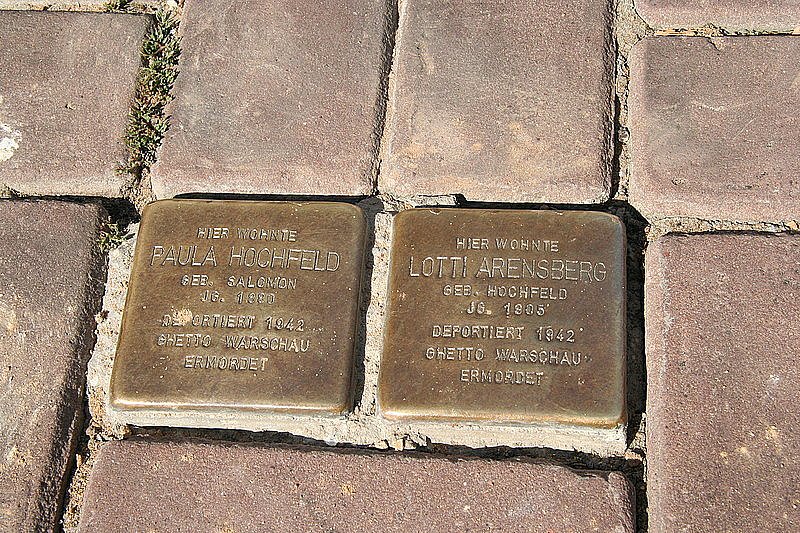 HIER WOHNTE
PAULA HOCHFELD
GEB. SALOMON
JG. 1880
DEPORTIERT 1942
GHETTO WARSCHAU
ERMORDET
HIER WOHNTE
LOTTI ARENSBERG
GEB. HOCHFELD
JG. 1905
DEPORTIERT 1942
GHETTO WARSCHAU
ERMORDET